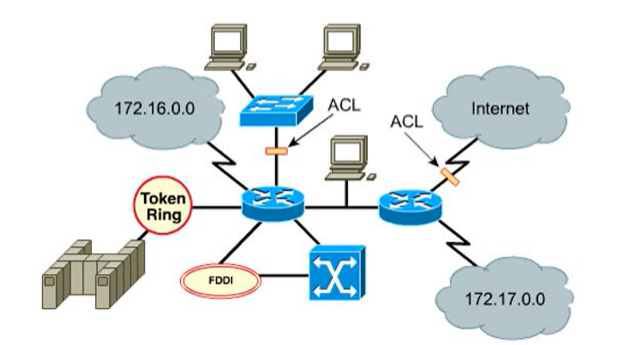 172.16.0.0
ACL
Internet
ACL
Token
Ring
FDDI
172.17.0.0